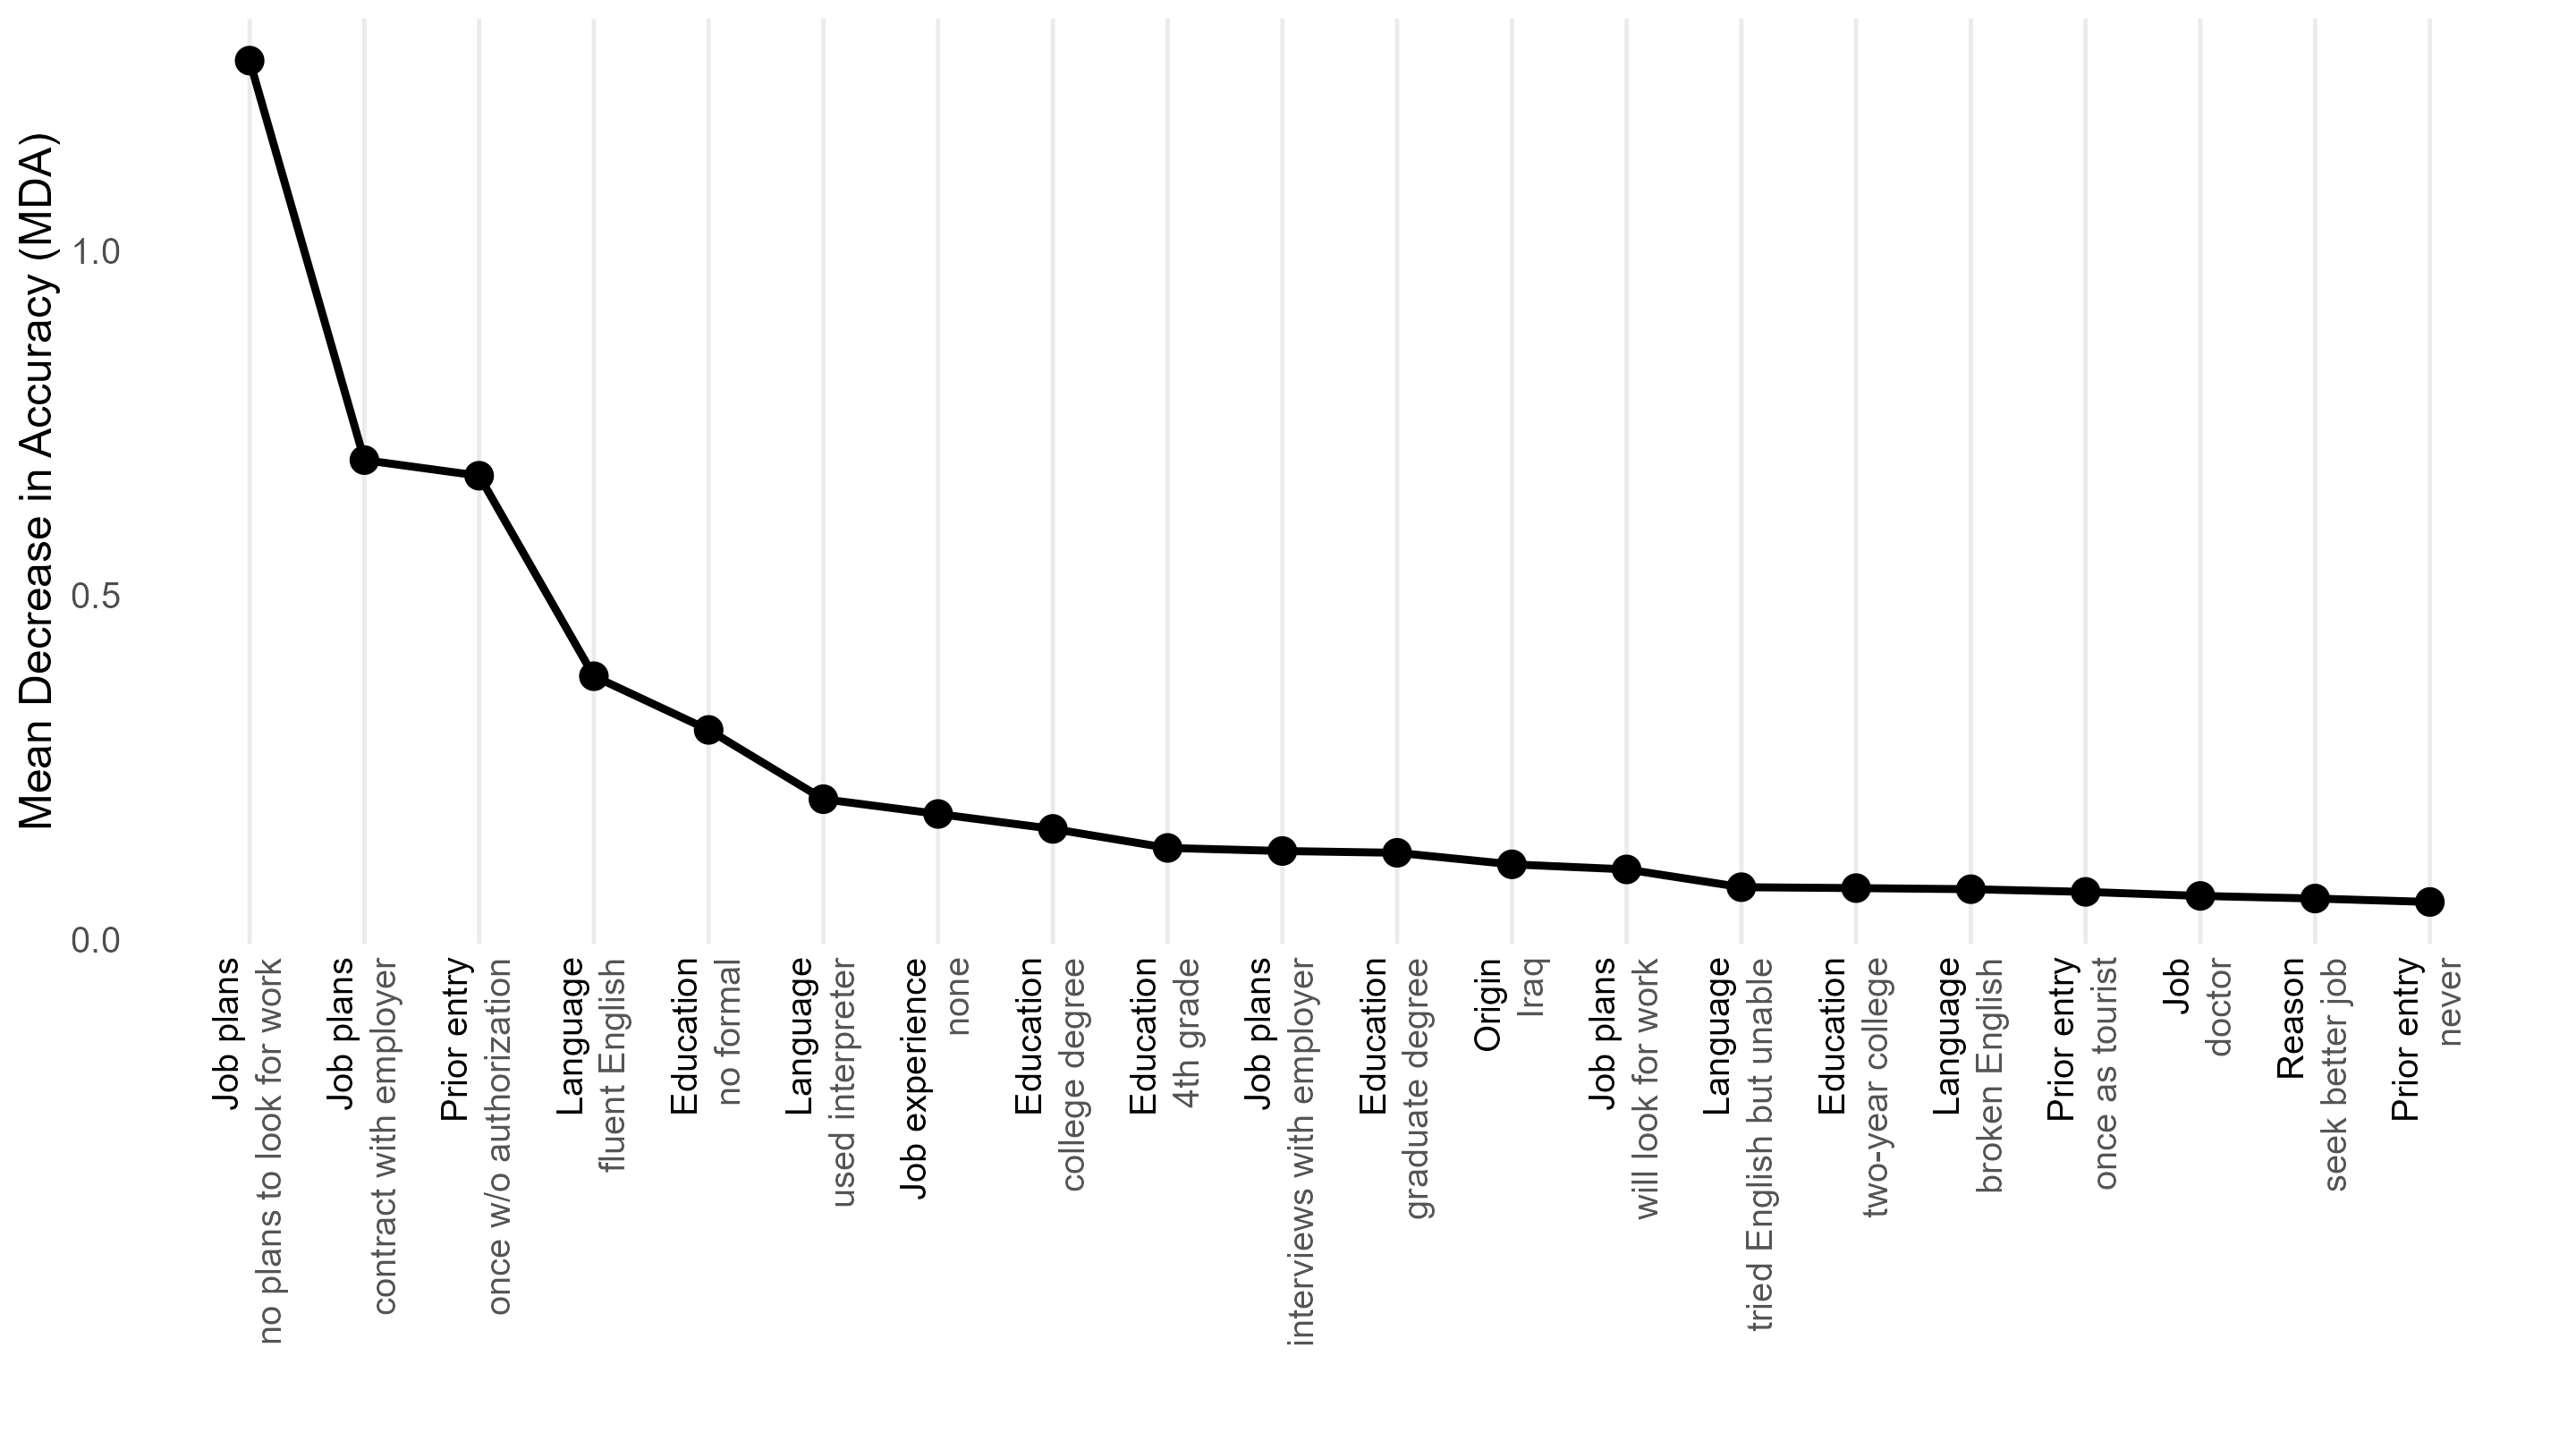 Mean Decrease in Accuracy (MDA)
1.0
0.5
0.0
Job plans
no plans to look for work
Job plans
contract with employer
Prior entry
once w/o authorization
Language
fluent English
Education
no formal
Language
used interpreter
Job experience
none
Education
college degree
Education
4th grade
Job plans
interviews with employer
Education
graduate degree
Origin
Iraq
Job plans
will look for work
Language
tried English but unable
Education
two-year college
Language
broken English
Prior entry
once as tourist
Job
doctor
Reason
seek better job
Prior entry
never